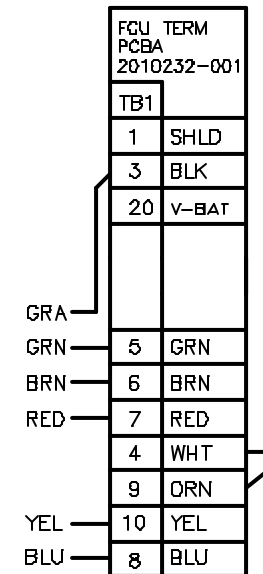 FCU TERM
PCBA
2010232-001
TB1
1 SHLD
3 BLK
20 V-BAT
GRA
GRN 5 GRN
BRN 6 BRN
RED 7 RED
4 WHT
9 ORN
YEL 10 YEL
BLU 8 BLU